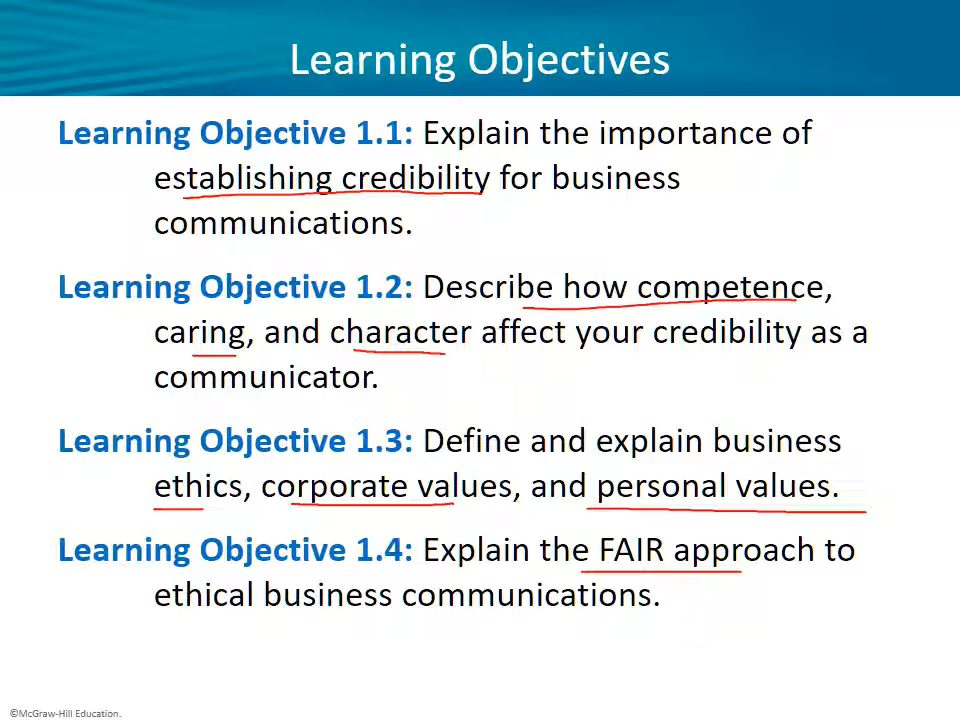 Learning Objectives
Learning Objective 1.1: Explain the importance of
establishing credibility for business
communications.
Learning Objective 1.2: Describe how competence,
caring, and character affect your credibility as a
communicator.
Learning Objective 1.3: Define and explain business
ethics, corporate values, and personal values.
Learning Objective 1.4: Explain the FAIR approach to
ethical business communications.
©McGraw-Hill Education.